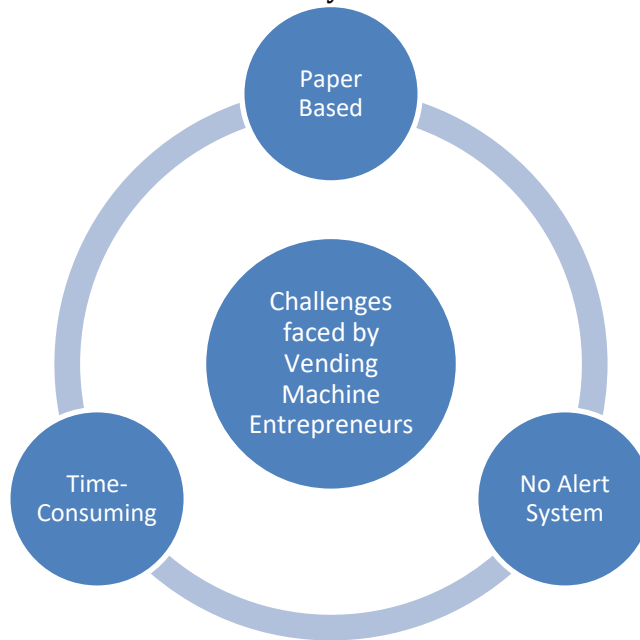 Paper
Based
Challenges
faced by
Vending
Machine
Entrepreneurs
Time-
Consuming
No Alert
System